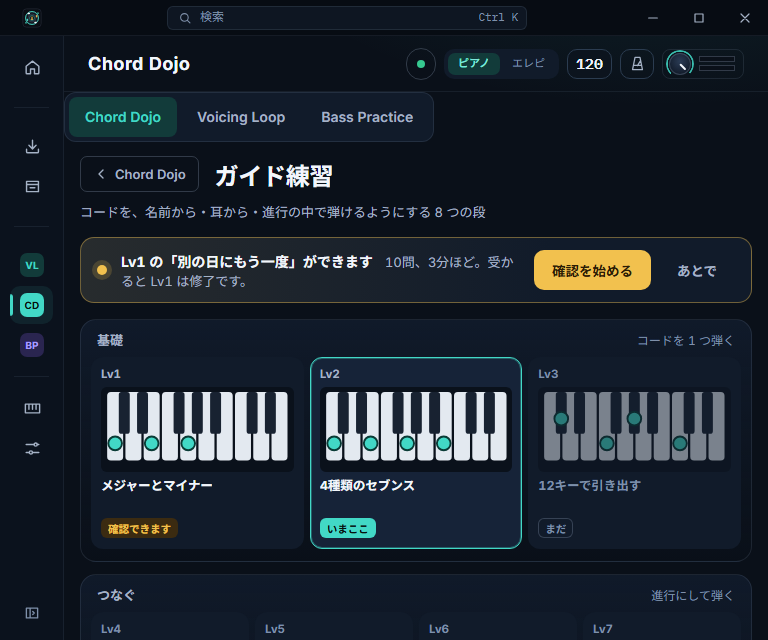 検索 Ctrl K
Chord Dojo
ピアノ エレピ 120
Chord Dojo Voicing Loop Bass Practice
Chord Dojo ガイド練習
コードを、名前から・耳から・進行の中で弾けるようにする 8 つの段
Lv1 の「別の日にもう一度」ができます 10問、3分ほど。受か
ると Lv1 は修了です。
確認を始める あとで
VL
CD
BP
基礎 コードを 1 つ弾く
Lv1 Lv2 Lv3
メジャーとマイナー 4種類のセブンス 12キーで引き出す
確認できます いまここ まだ
つなぐ 進行にして弾く
Lv4 Lv5 Lv6 Lv7